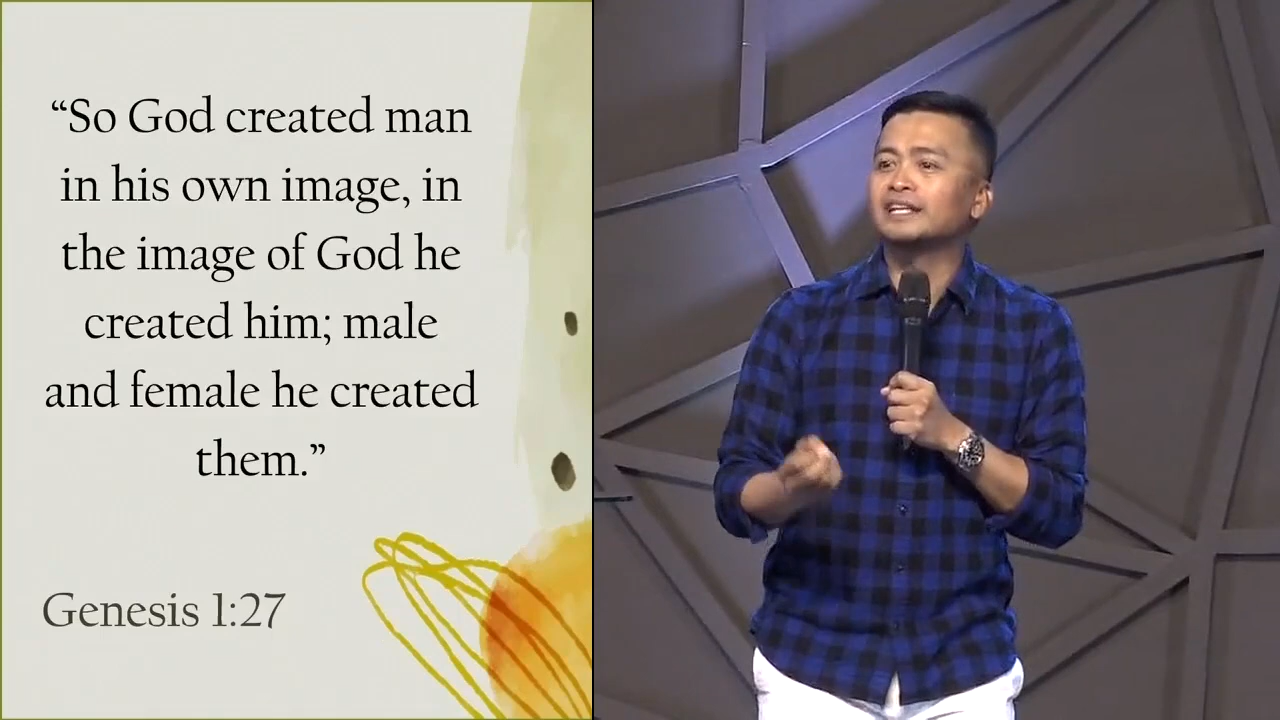 “So God created man
in his own image, in
the image of God he
created him; male
and female he created
them.”
Genesis 1:27